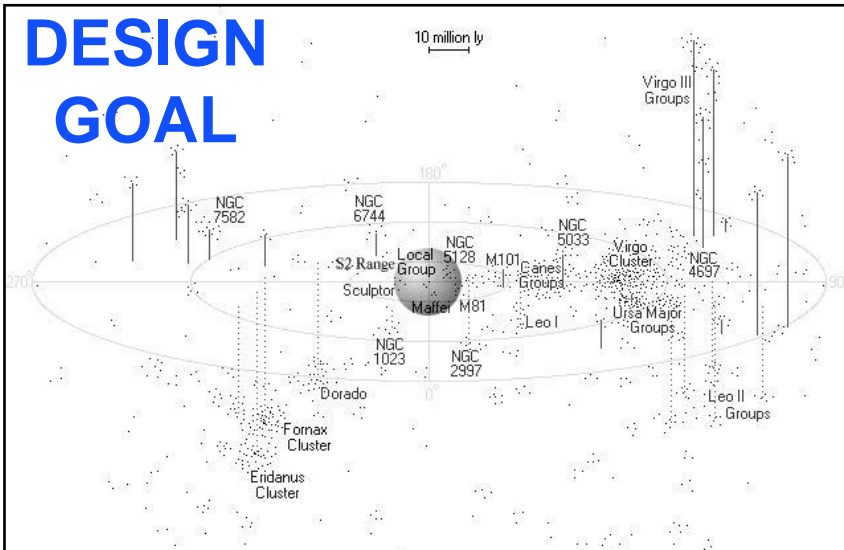 DESIGN
GOAL
10 million ly
Virgo III
Groups
180°
NGC
7582
NGC
6744
NGC
5128
NGC
5033
Virgo
Cluster
NGC
4697
S2 Range
Local
Group
M101
Canes
Groups
270°
90
Sculptor
Maffei
M81
Leo I
Ursa Major
Groups
NGC
1023
NGC
2997
0°
Dorado
Leo II
Groups
Fornax
Cluster
Eridanus
Cluster